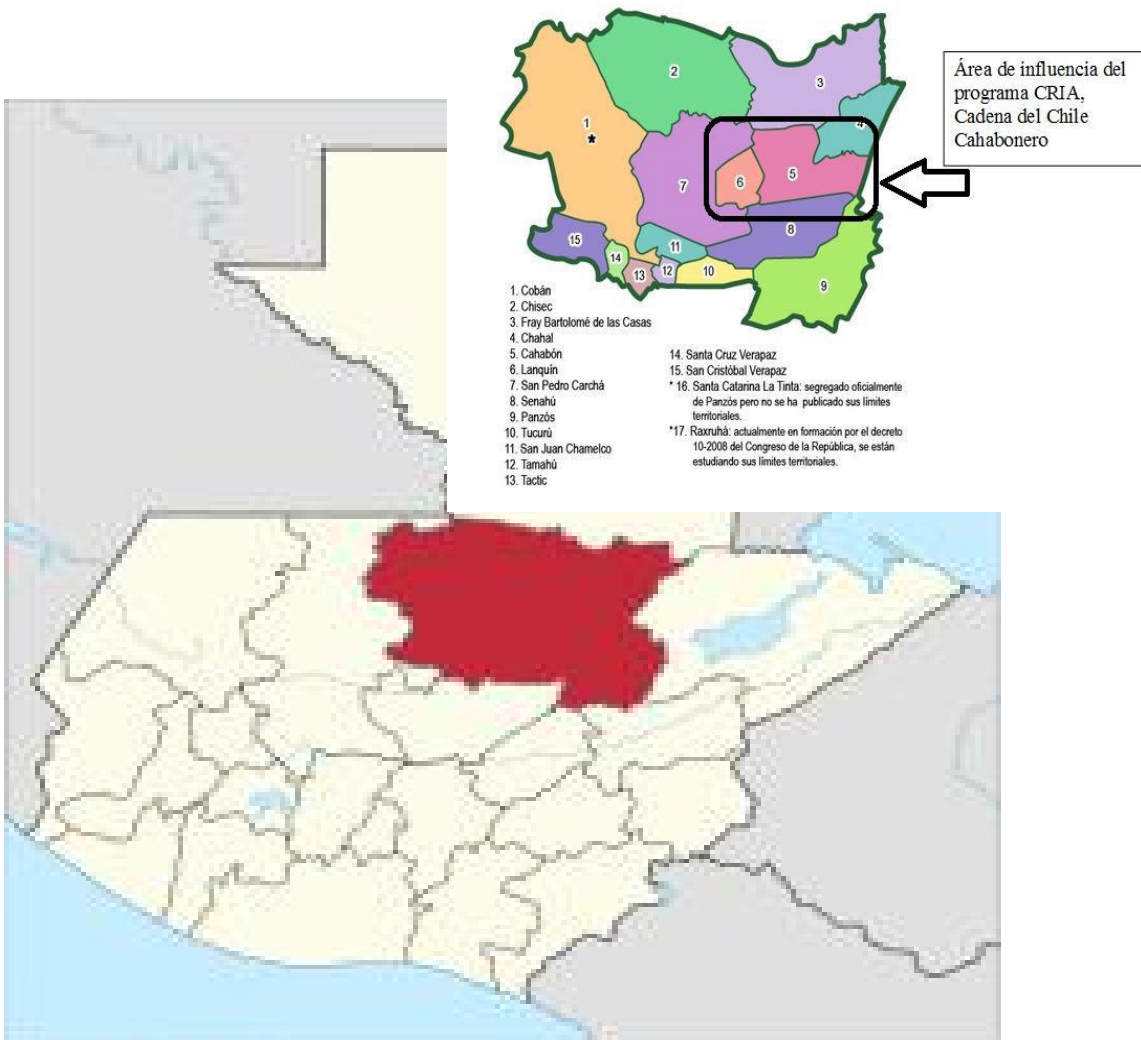 Área de influencia del
programa CRIA,
Cadena del Chile
Cahabonero
2
3
1
*
4
6
5
7
8
15
11
14
13
12
10
9
1. Cobán
2. Chisec
3. Fray Bartolomé de las Casas
4. Chahal
5. Cahabón
6. Lanquín
7. San Pedro Carchá
8. Senahú
9. Panzós
10. Tucurú
11. San Juan Chamelco
12. Tamahú
13. Tactic
14. Santa Cruz Verapaz
15. San Cristóbal Verapaz
* 16. Santa Catarina La Tinta: segregado oficialmente
de Panzós pero no se ha publicado sus límites
territoriales.
*17. Raxruhá: actualmente en formación por el decreto
10-2008 del Congreso de la República, se están
estudiando sus límites territoriales.